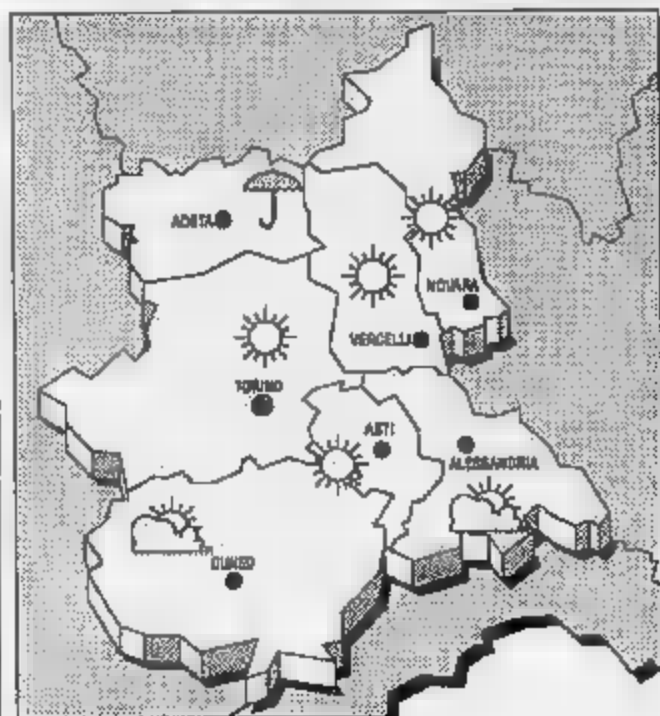 AOSTA
NOVARA
VERCELLI
TORINO
ASTI
ALESSANDRIA
CUNEO